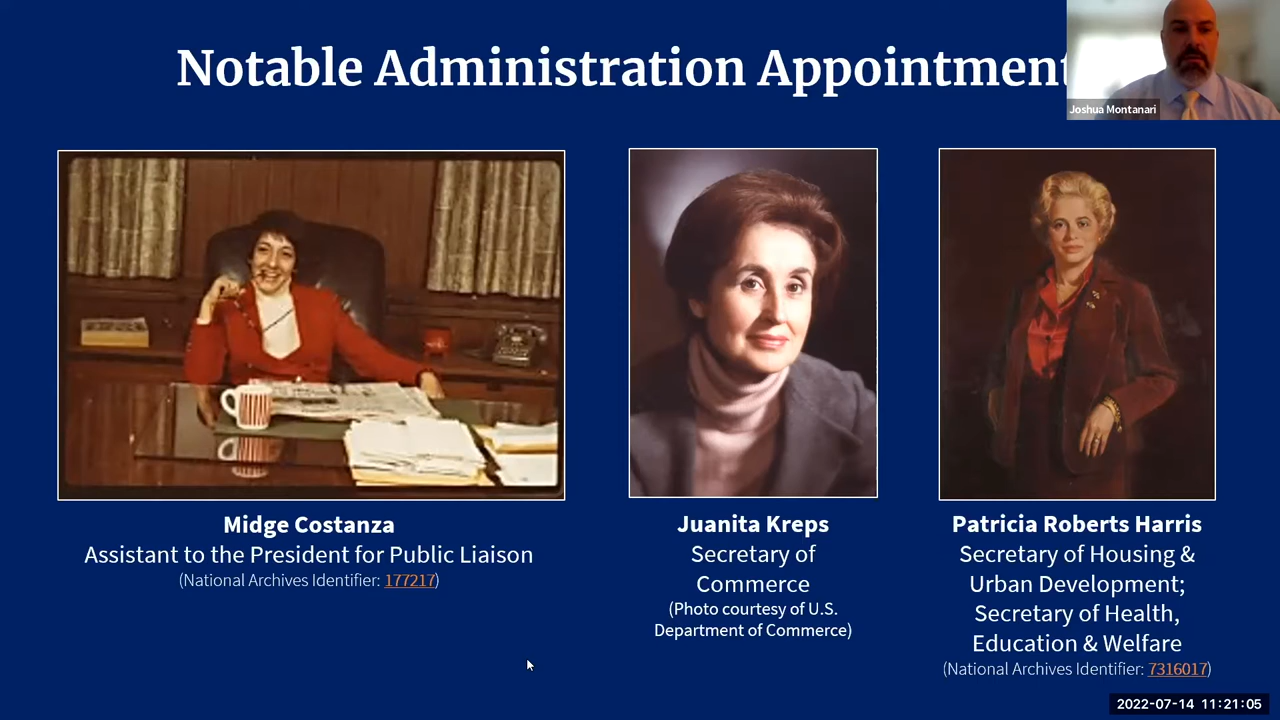 Notable Administration Appointment
Joshua Montanari
Midge Costanza
Assistant to the President for Public Liaison
(National Archives Identifier: 177217)
Juanita Kreps
Secretary of
Commerce
(Photo courtesy of U.S.
Department of Commerce)
Patricia Roberts Harris
Secretary of Housing &
Urban Development;
Secretary of Health,
Education & Welfare
(National Archives Identifier: 7316017)
2022-07-14 11:21:05